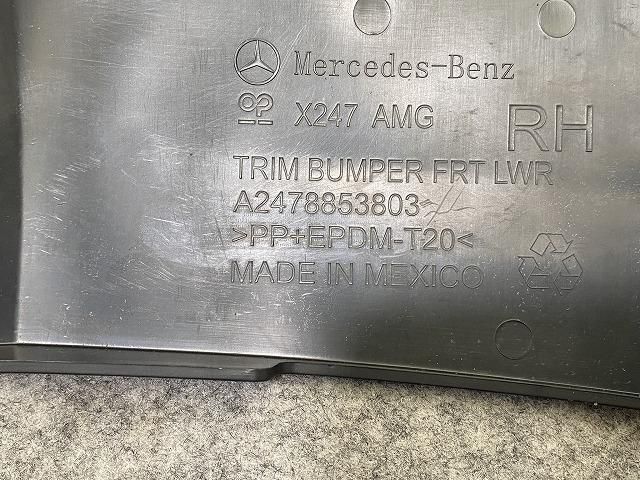 Mercedes-Benz
X247 AMG
RH
TRIM BUMPER FRT LWR
A2478853803
>PP+EPDM-T20<
MADE IN MEXICO